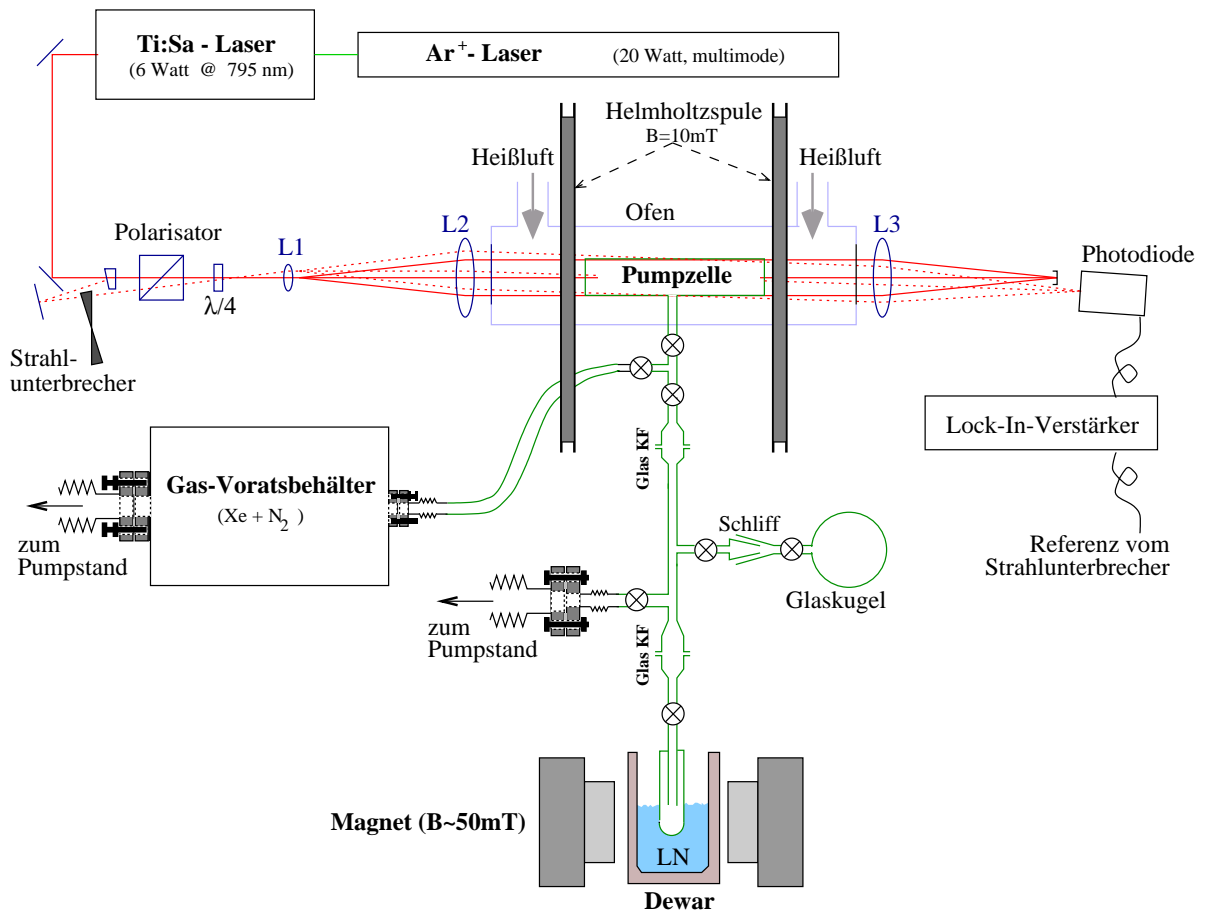 Ti:Sa - Laser
(6 Watt @ 795 nm)
Ar+- Laser (20 Watt, multimode)
Helmholtzspule
B=10mT
Heißluft
Heißluft
Ofen
L2
L3
Polarisator
L1
Pumpzelle
Photodiode
λ/4
Strahl-
unterbrecher
Lock-In-Verstärker
Glas KF
Gas-Voratsbehälter
(Xe + N2 )
zum
Pumpstand
Schliff
Referenz vom
Strahlunterbrecher
Glaskugel
zum
Pumpstand
Glas KF
Magnet (B~50mT)
LN
Dewar